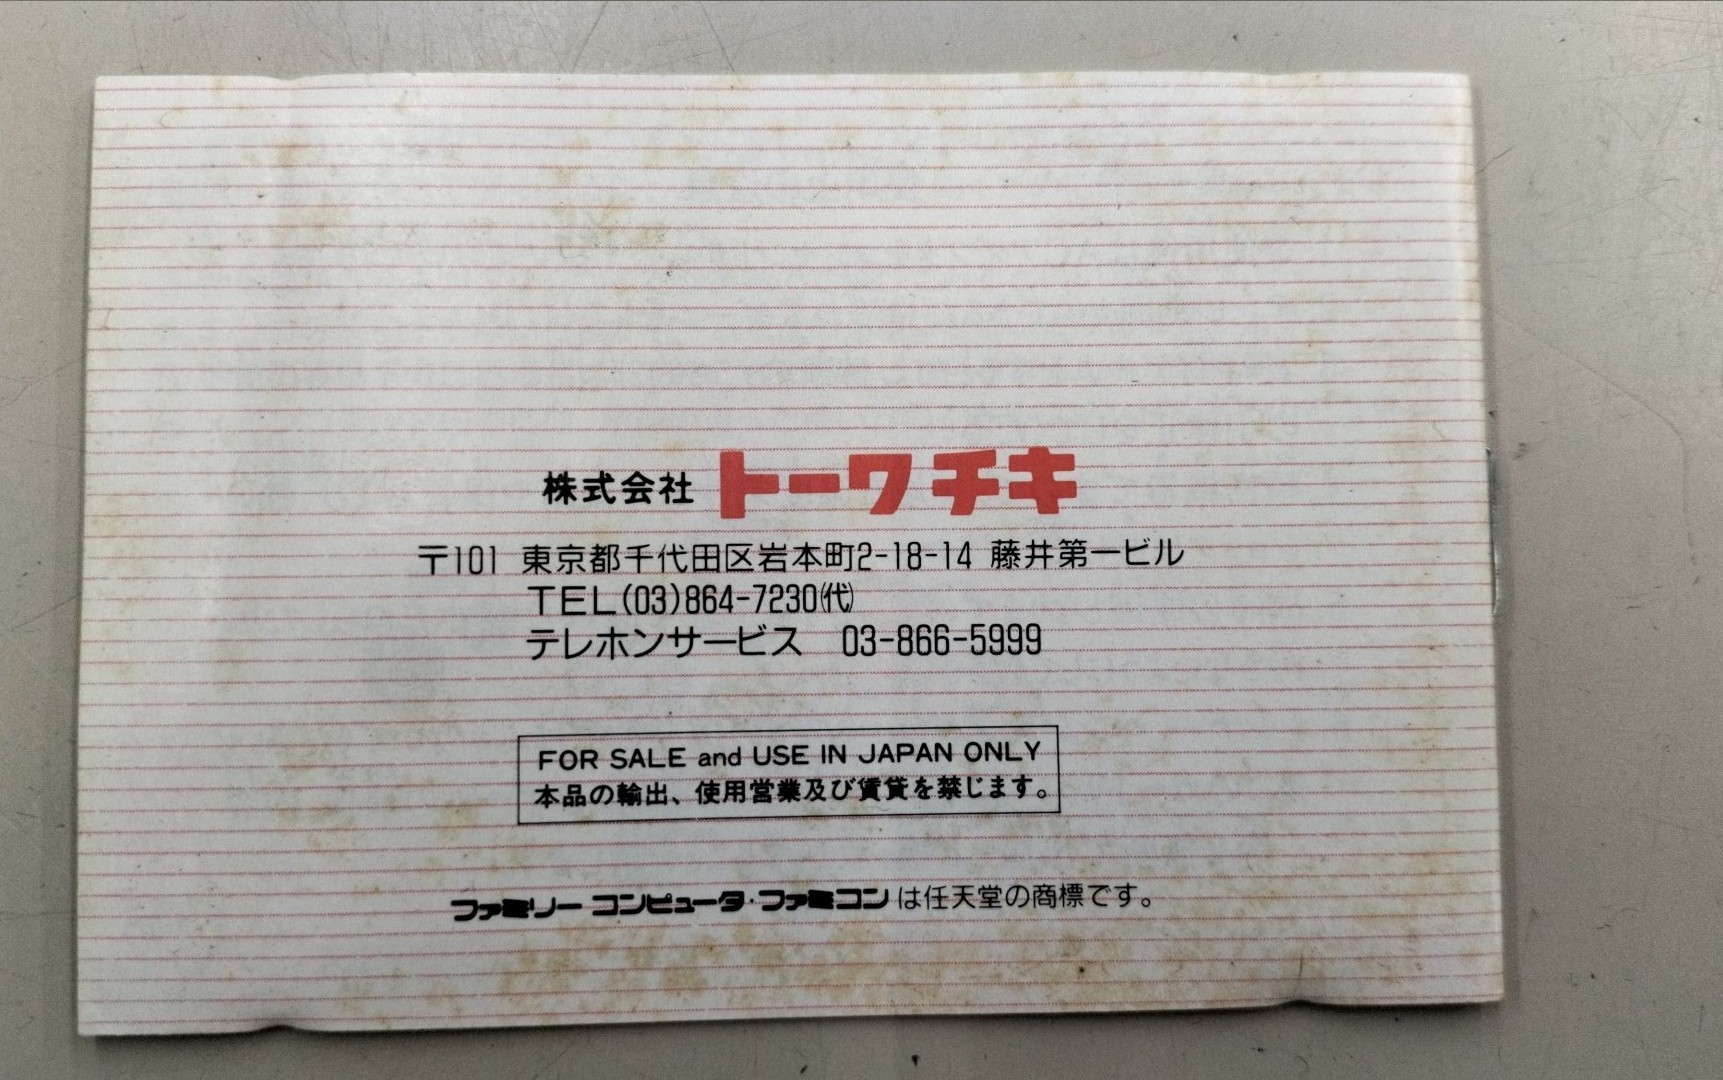 株式会社 トーワチキ
〒101 東京都千代田区岩本町2-18-14 藤井第一ビル
TEL(03)864-7230㈹
テレホンサービス 03-866-5999
FOR SALE and USE IN JAPAN ONLY
本品の輸出、使用営業及び賃貸を禁じます。
ファミリーコンピュータ・ファミコンは任天堂の商標です。